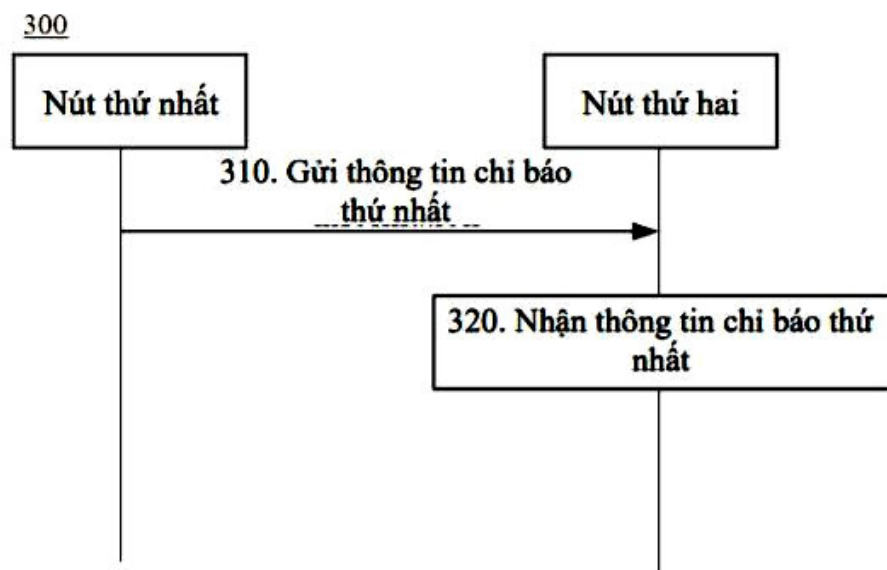 300
Nút thứ nhất
Nút thứ hai
310. Gửi thông tin chỉ báo
thứ nhất
320. Nhận thông tin chỉ báo thứ
nhất